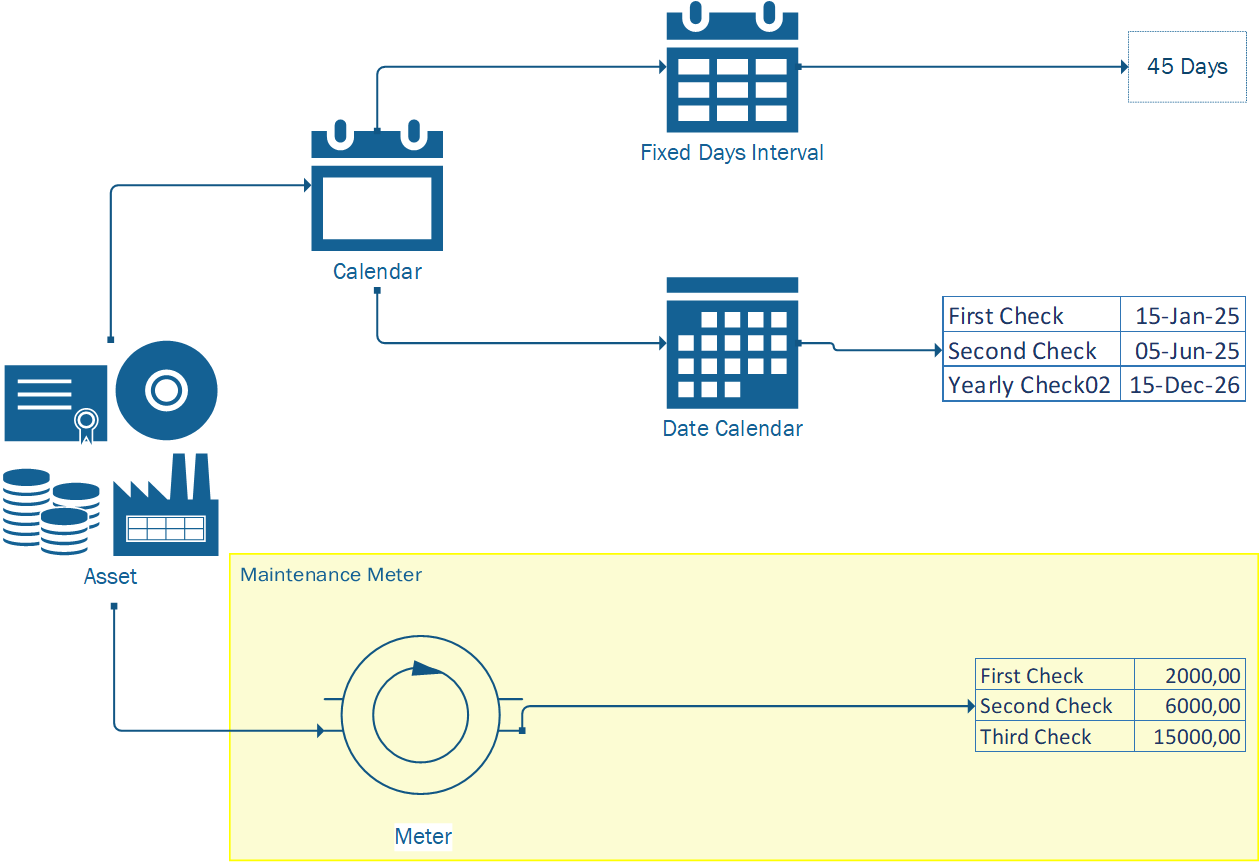 45 Days
Fixed Days Interval
Calendar
First Check 15-Jan-25
Second Check 05-Jun-25
Yearly Check02 15-Dec-26
Date Calendar
Asset
Maintenance Meter
First Check 2000,00
Second Check 6000,00
Third Check 15000,00
Meter